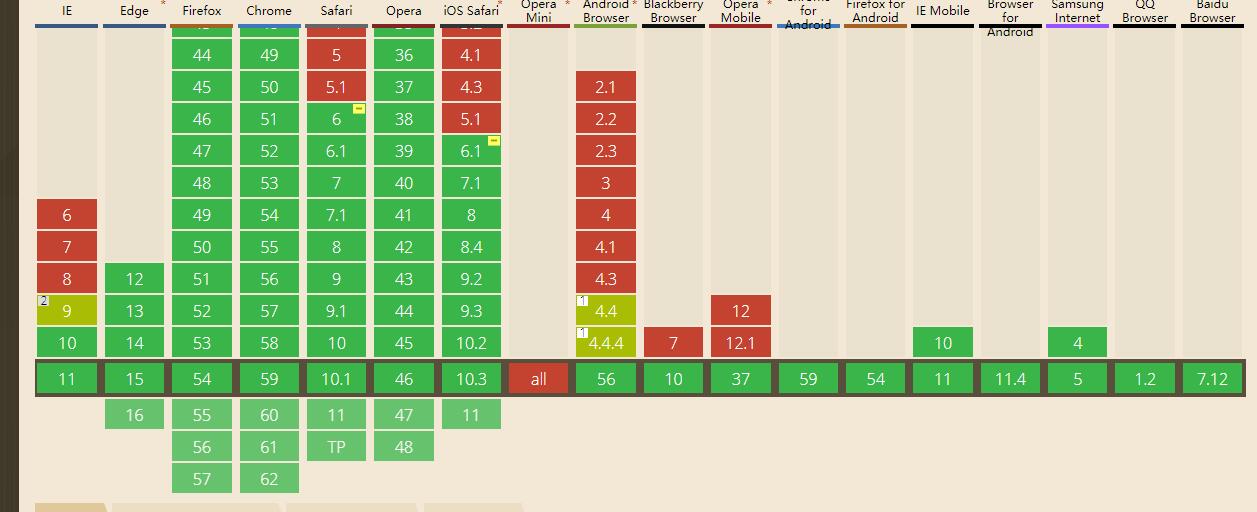 IE Edge * Firefox Chrome Safari Opera iOS Safari * Opera Mini * Android Browser * Blackberry Browser Opera Mobile * Chrome for Android Firefox for Android IE Mobile Browser for Android Samsung Internet QQ Browser Baidu Browser
44 49 5 36 4.1
45 50 5.1 37 4.3 2.1
46 51 6 38 5.1 2.2
47 52 6.1 39 6.1 2.3
48 53 7 40 7.1 3
6 49 54 7.1 41 8 4
7 50 55 8 42 8.4 4.1
8 12 51 56 9 43 9.2 4.3
2 9 13 52 57 9.1 44 9.3 1 4.4 12
10 14 53 58 10 45 10.2 1 4.4.4 7 12.1 10 4
11 15 54 59 10.1 46 10.3 all 56 10 37 59 54 11 11.4 5 1.2 7.12
16 55 60 11 47 11
56 61 TP 48
57 62